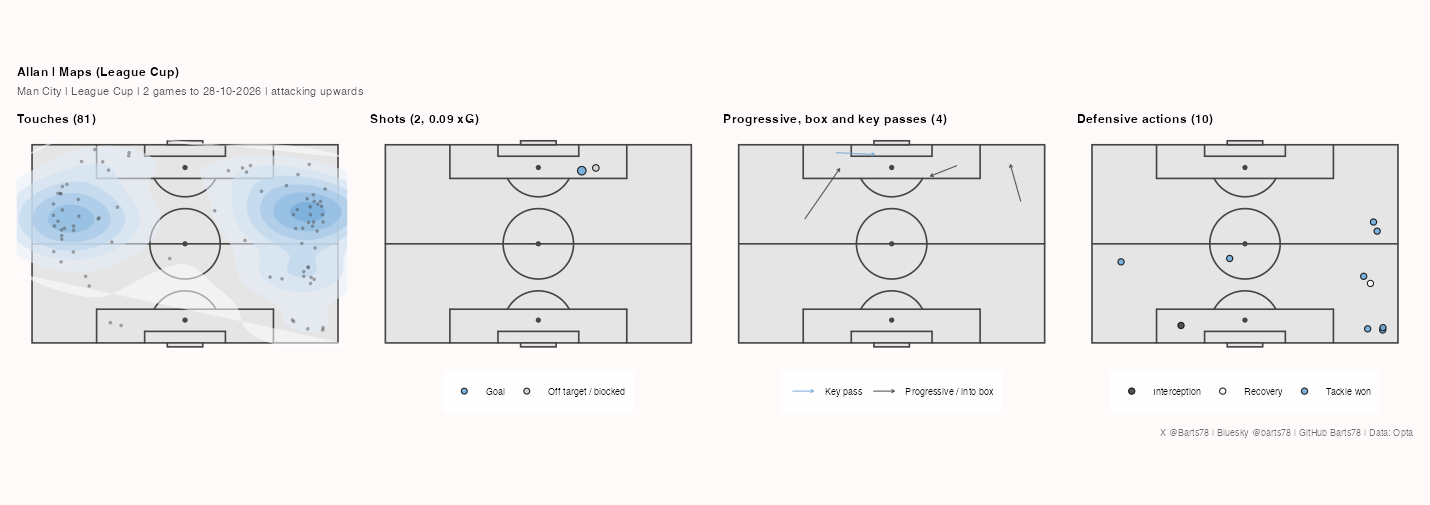 Allan | Maps (League Cup)
Man City | League Cup | 2 games to 28-10-2026 | attacking upwards
Touches (81)
Shots (2, 0.09 xG)
Progressive, box and key passes (4)
Defensive actions (10)
Goal
Off target / blocked
Key pass
Progressive / into box
Interception
Recovery
Tackle won
X @Barts78 | Bluesky @barts78 | GitHub Barts78 | Data: Opta